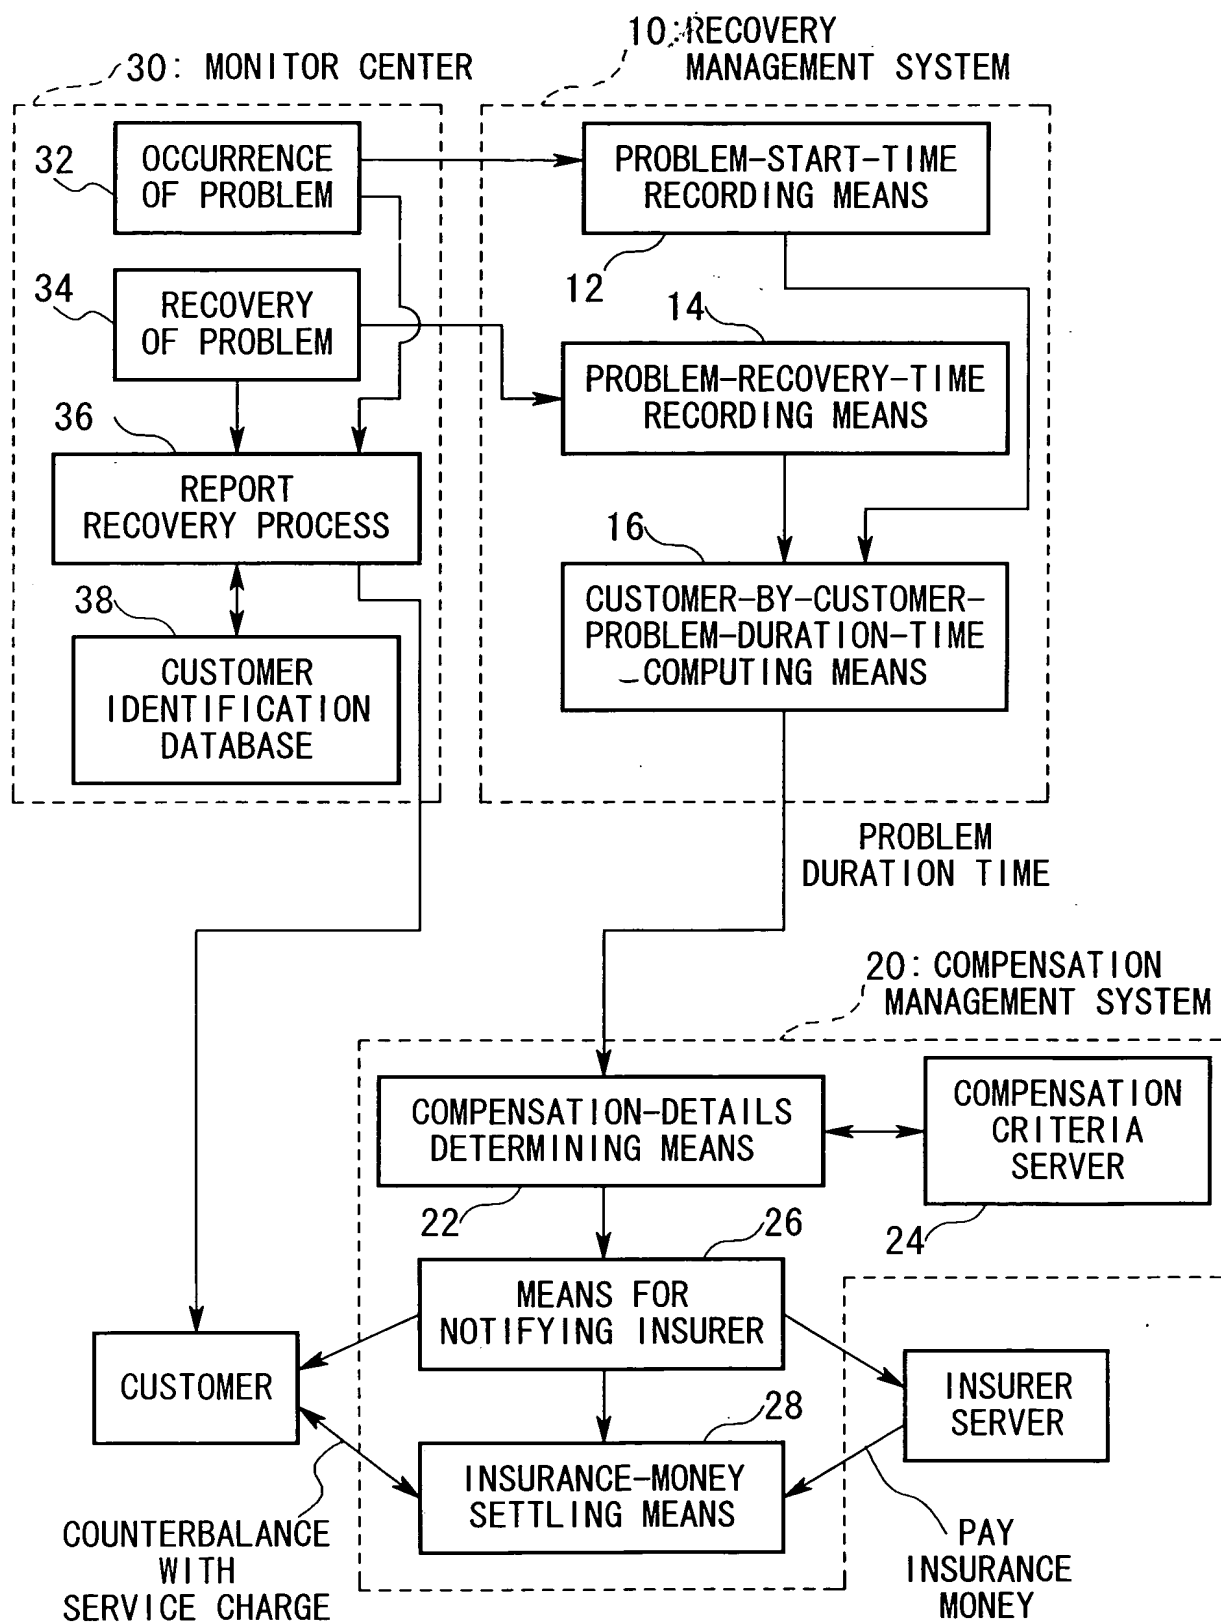 10: RECOVERY
MANAGEMENT SYSTEM
30: MONITOR CENTER
32
OCCURRENCE
OF PROBLEM
PROBLEM-START-TIME
RECORDING MEANS
12
34
RECOVERY
OF PROBLEM
14
PROBLEM-RECOVERY-TIME
RECORDING MEANS
36
REPORT
RECOVERY PROCESS
16
CUSTOMER-BY-CUSTOMER-
PROBLEM-DURATION-TIME
COMPUTING MEANS
38
CUSTOMER
IDENTIFICATION
DATABASE
PROBLEM
DURATION TIME
20: COMPENSATION
MANAGEMENT SYSTEM
COMPENSATION-DETAILS
DETERMINING MEANS
22
COMPENSATION
CRITERIA
SERVER
24
26
MEANS FOR
NOTIFYING INSURER
CUSTOMER
INSURER
SERVER
28
INSURANCE-MONEY
SETTLING MEANS
COUNTERBALANCE
WITH
SERVICE CHARGE
PAY
INSURANCE
MONEY